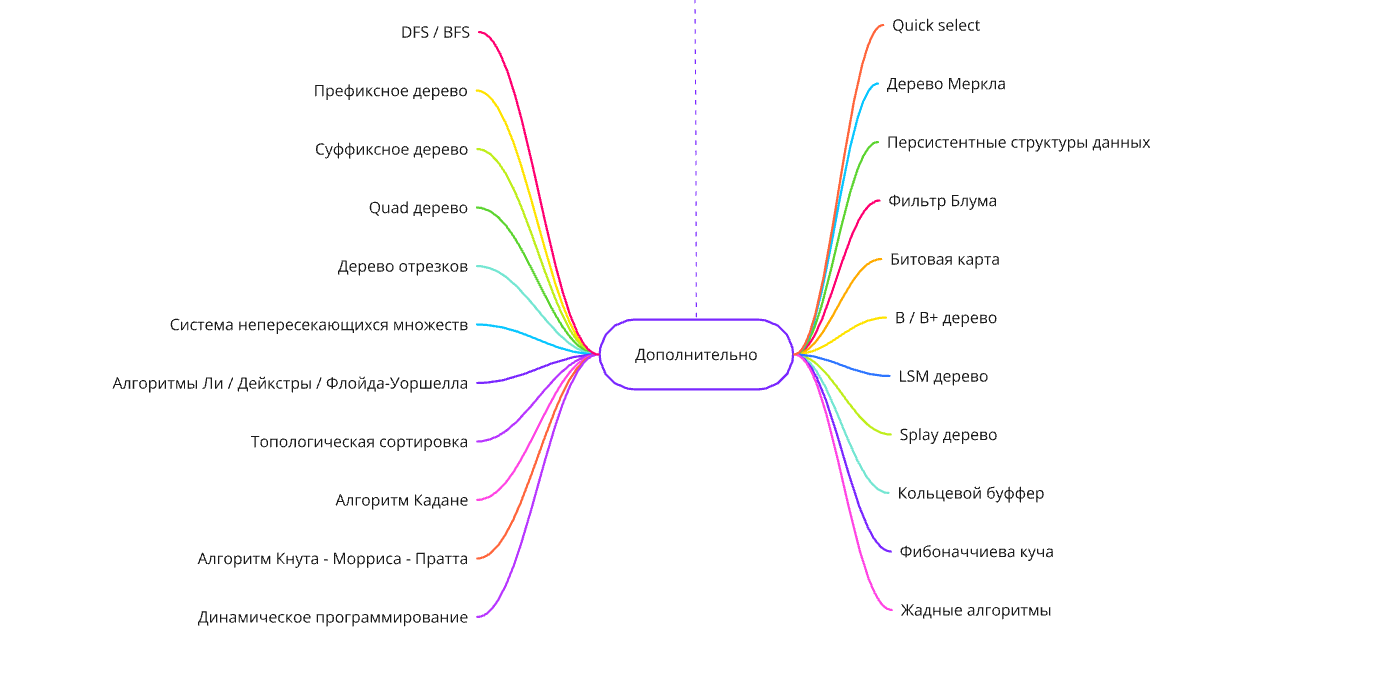 DFS / BFS
Префиксное дерево
Суффиксное дерево
Quad дерево
Дерево отрезков
Система непересекающихся множеств
Алгоритмы Ли / Дейкстры / Флойда-Уоршелла
Топологическая сортировка
Алгоритм Кадане
Алгоритм Кнута - Морриса - Пратта
Динамическое программирование
Дополнительно
Quick select
Дерево Меркла
Персистентные структуры данных
Фильтр Блума
Битовая карта
B / B+ дерево
LSM дерево
Splay дерево
Кольцевой буффер
Фибоначчиева куча
Жадные алгоритмы